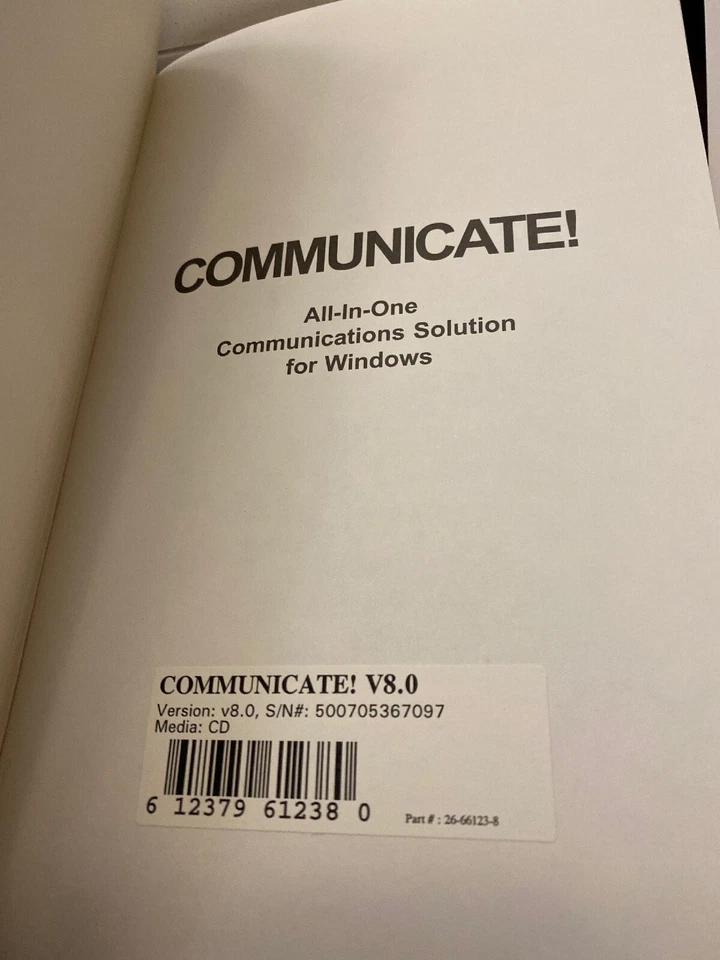 COMMUNICATE!
All-In-One
Communications Solution
for Windows
COMMUNICATE! V8.0
Version: v8.0, S/N#: 500705367097
Media: CD
6 12379 61238 0
Part # : 26-66123-8